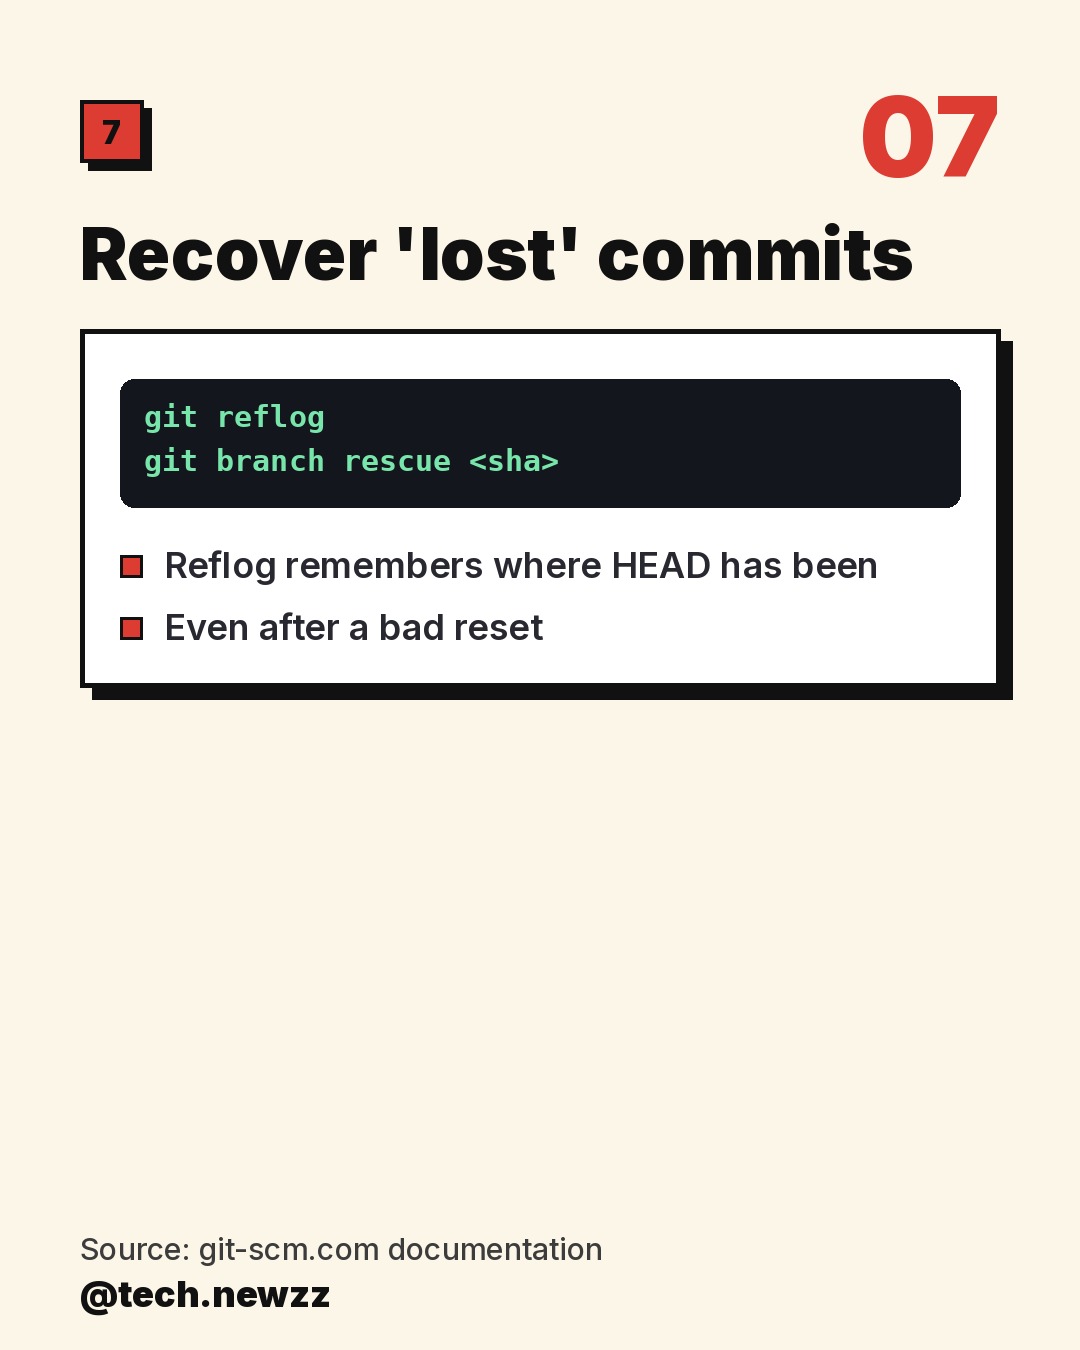 7
07
Recover 'lost' commits
git reflog
git branch rescue <sha>
Reflog remembers where HEAD has been
Even after a bad reset
Source: git-scm.com documentation
@tech.newzz